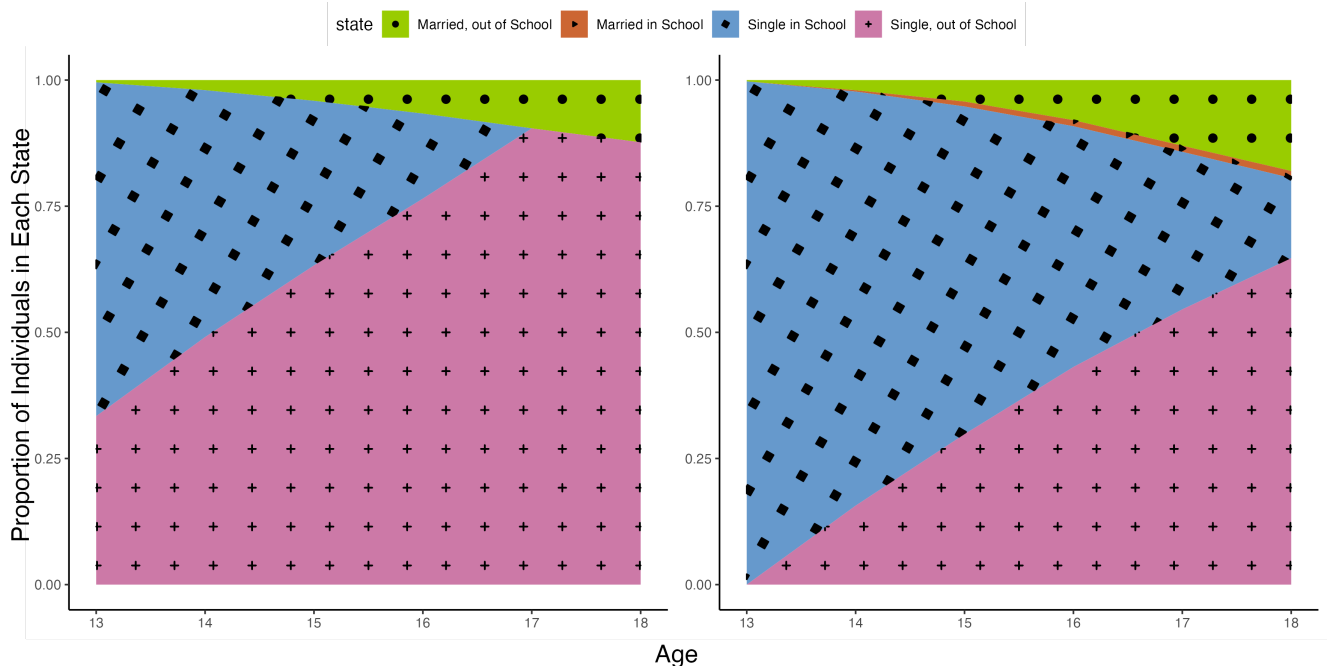 state Married, out of School Married in School Single in School Single, out of School
Proportion of Individuals in Each State
1.00
0.75
0.50
0.25
0.00
13 14 15 16 17 18
1.00
0.75
0.50
0.25
0.00
13 14 15 16 17 18
Age